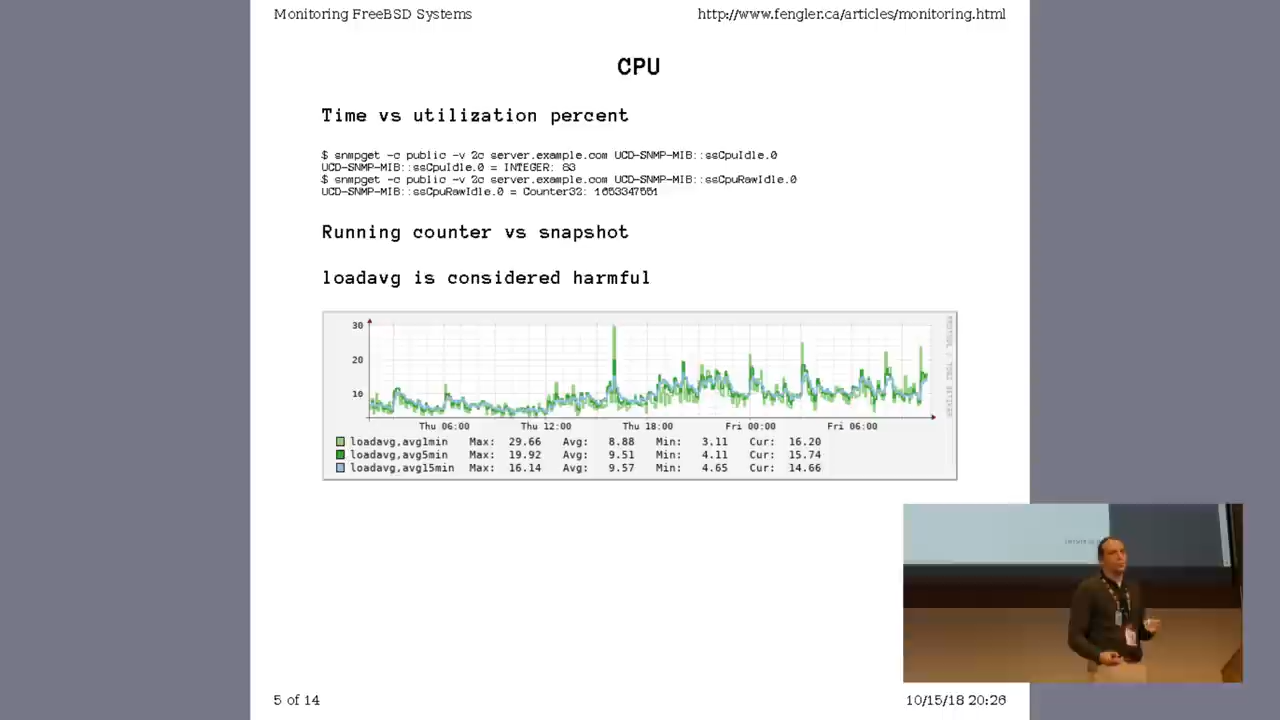 Monitoring FreeBSD Systems
http://www.fengler.ca/articles/monitoring.html
CPU
Time vs utilization percent
$ snmpget -c public -v 2c server.example.com UCD-SNMP-MIB::ssCpuIdle.0
UCD-SNMP-MIB::ssCpuIdle.0 = INTEGER: 83
$ snmpget -c public -v 2c server.example.com UCD-SNMP-MIB::ssCpuRawIdle.0
UCD-SNMP-MIB::ssCpuRawIdle.0 = Counter32:
Running counter vs snapshot
loadavg is considered harmful
30
20
10
Thu 06:00 Thu 12:00 Thu 18:00 Fri 00:00 Fri 06:00
loadavg,avg1min Max: 29.66 Avg: 8.88 Min: 3.11 Cur: 16.20
loadavg,avg5min Max: 19.92 Avg: 9.51 Min: 4.11 Cur: 15.74
loadavg,avg15min Max: 16.14 Avg: 9.57 Min: 4.65 Cur: 14.66
5 of 14
10/15/18 20:26